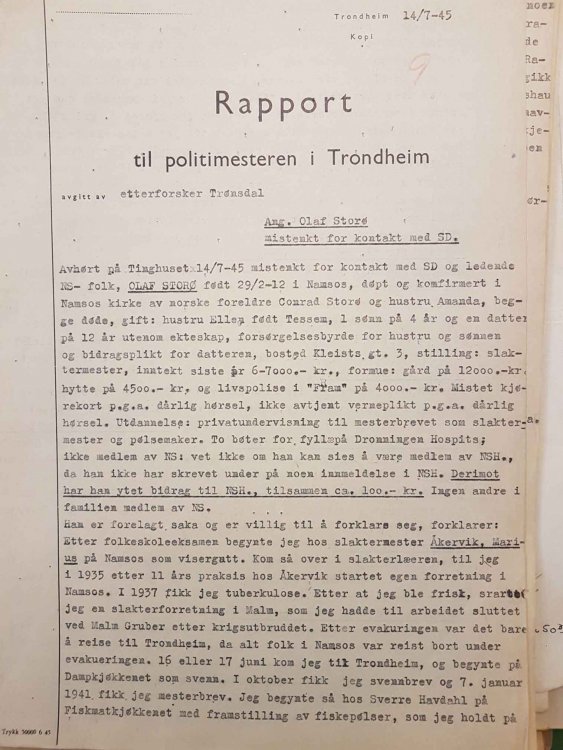 Trondheim 14/7-45
Kopi
9
Rapport
til politimesteren i Trondheim
avgitt av etterforsker Trønsdal
Ang. Olaf Storø
mistenkt for kontakt med SD.
Avhørt på Tinghuset 14/7-45 mistenkt for kontakt med SD og ledende
NS-folk, OLAF STORØ født 29/2-12 i Namsos, døpt og komfirmert i
Namsos kirke av norske foreldre Conrad Storø og hustru Amanda, beg-
ge døde, gift: hustru Ellen født Tessem, 1 sønn på 4 år og en datter
på 12 år utenom ekteskap, forsørgelsesbyrde for hustru og sønnen
og bidragsplikt for datteren, bosted Kleists gt. 3, stilling: slak-
termester, inntekt siste år 6-7000.- kr., formue: gård på 12000.-kr.
hytte på 4500.- kr, og livspolise i "Fram" på 4000.- kr. Mistet kjø-
rekort p.g.a. dårlig hørsel, ikke avtjent verneplikt p.g.a. dårlig
hørsel. Utdannelse: privatundervisning til mesterbrevet som slakter-
mester og pølsemaker. To bøter for fyll,på Dronningen Hospits;
ikke medlem av NS: vet ikke om han kan sies å være medlem av NSH.,
da han ikke har skrevet under på noen innmeldelse i NSH. Derimot
har han ytet bidrag til NSH., tilsammen ca. loo.- kr. Ingen andre i
familien medlem av NS.
Han er forelagt saka og er villig til å forklare seg, forklarer:
Etter folkeskoleeksamen begynte jeg hos slaktermester Åkervik, Mari-
us på Namsos som visergutt. Kom så over i slakterlæeren, til jeg
i 1935 etter 11 års praksis hos Åkervik startet egen forretning i
Namsos. I 1937 fikk jeg tuberkulose. Etter at jeg ble frisk, srartet
jeg en slakterforretning i Malm, som jeg hadde til arbeidet sluttet
ved Malm Gruber etter krigsutbruddet. Etter evakuringen var det bare
å reise til Trondheim, da alt folk i Namsos var reist bort under
evakueringen. 16 eller 17 juni kom jeg til Trondheim, og begynte på
Dampkjøkkenet som svenn. I oktober fikk jeg svennbrev og 7. januar
1941 fikk jeg mesterbrev. Jeg begynte så hos Sverre Havdahl på
Fiskmatkjøkkenet med framstilling av fiskepølser, som jeg holdt på
Trykk 50000 6 45